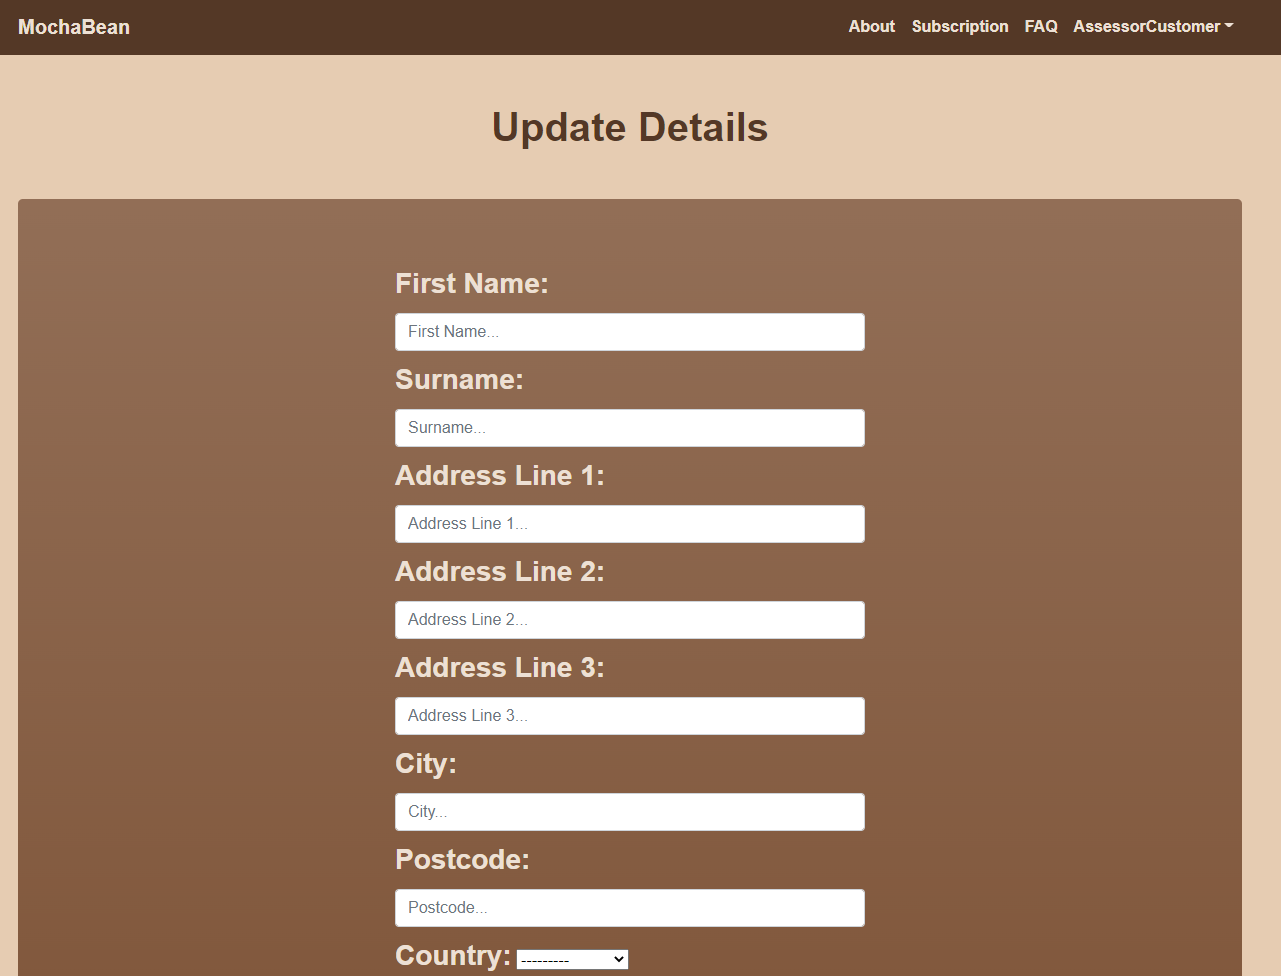 MochaBean About Subscription FAQ AssessorCustomer
Update Details
First Name:
First Name...
Surname:
Surname...
Address Line 1:
Address Line 1...
Address Line 2:
Address Line 2...
Address Line 3:
Address Line 3...
City:
City...
Postcode:
Postcode...
Country: ---------